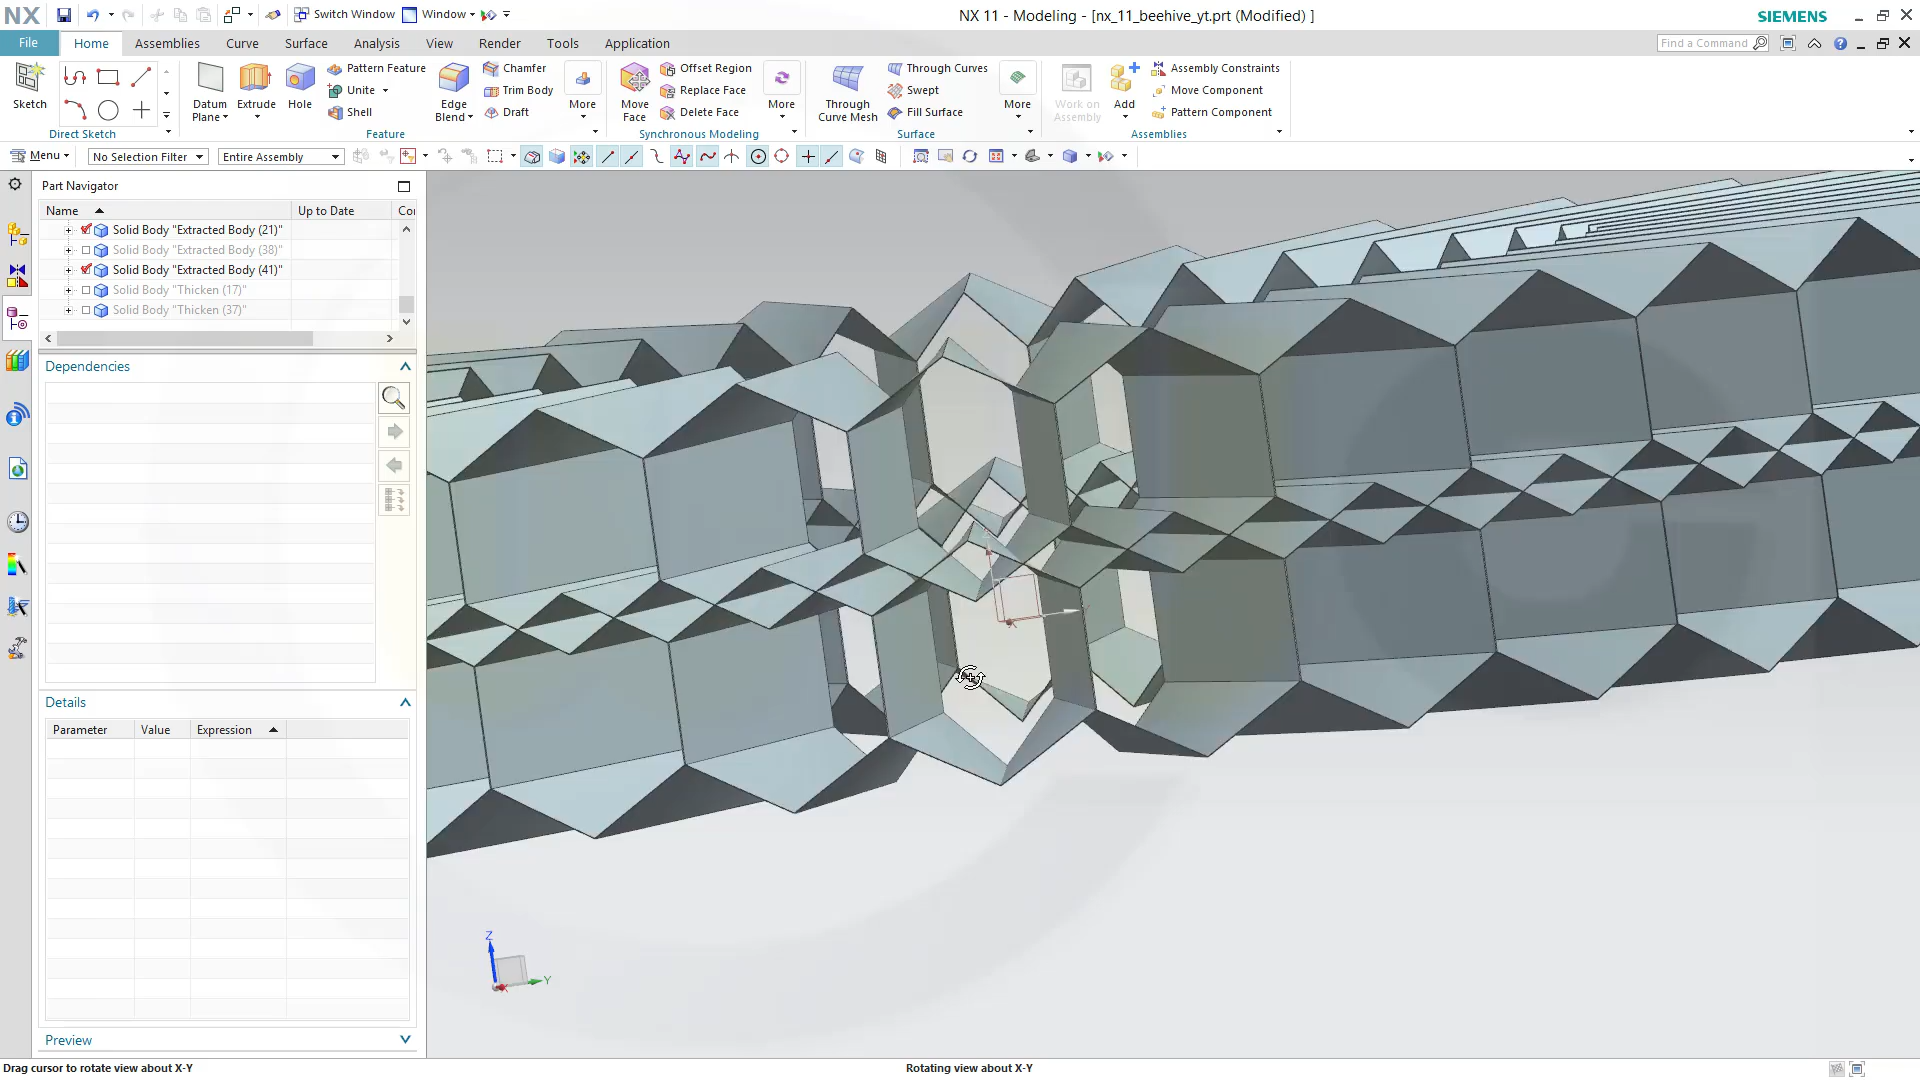 NX
Switch Window
Window
NX 11 - Modeling - [nx_11_beehive_yt.prt (Modified) ]
SIEMENS
File
Home
Assemblies
Curve
Surface
Analysis
View
Render
Tools
Application
Find a Command
Sketch
Direct Sketch
Datum Plane
Extrude
Hole
Pattern Feature
Unite
Shell
Edge Blend
Chamfer
Trim Body
Draft
More
Feature
Move Face
Offset Region
Replace Face
Delete Face
More
Synchronous Modeling
Through Curve Mesh
Through Curves
Swept
Fill Surface
More
Surface
Work on Assembly
Add
Assembly Constraints
Move Component
Pattern Component
Assemblies
Menu
No Selection Filter
Entire Assembly
Part Navigator
Name
Up to Date
Solid Body "Extracted Body (21)"
Solid Body "Extracted Body (38)"
Solid Body "Extracted Body (41)"
Solid Body "Thicken (17)"
Solid Body "Thicken (37)"
Dependencies
Details
Parameter
Value
Expression
Preview
Z
Y
X
Drag cursor to rotate view about X-Y
Rotating view about X-Y